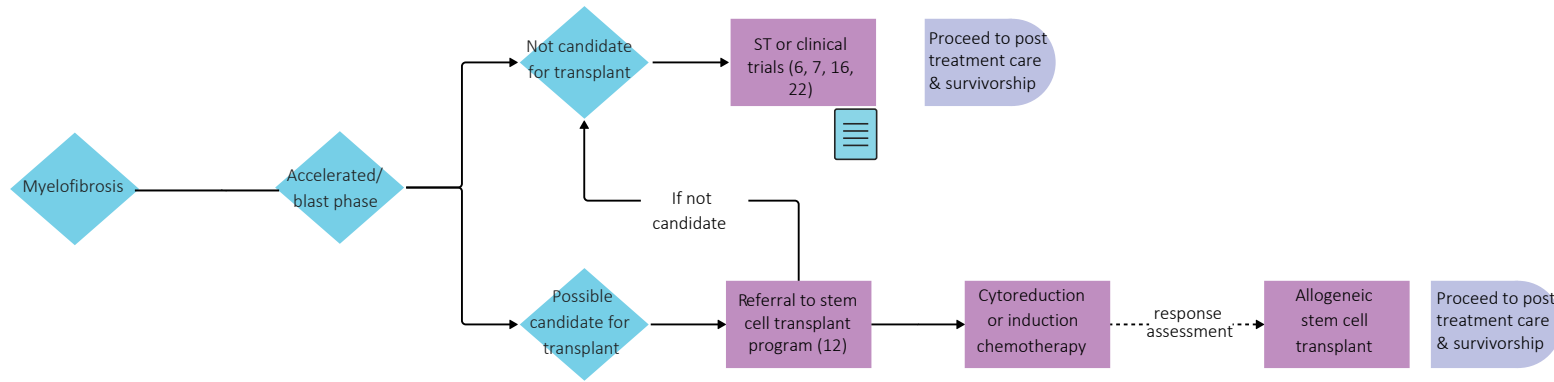 Myelofibrosis
Accelerated/
blast phase
Not candidate
for transplant
ST or clinical
trials (6, 7, 16,
22)
Proceed to post
treatment care
& survivorship
If not
candidate
Possible
candidate for
transplant
Referral to stem
cell transplant
program (12)
Cytoreduction
or induction
chemotherapy
response
assessment
Allogeneic
stem cell
transplant
Proceed to post
treatment care
& survivorship